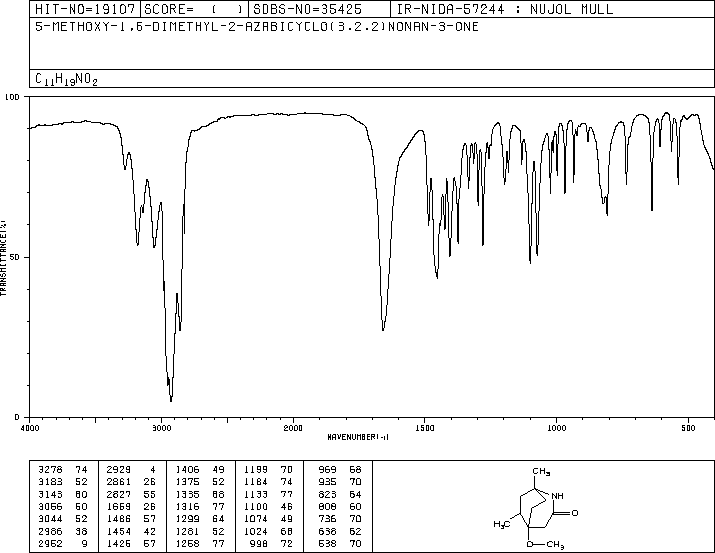 HIT-NO=19107 SCORE= ( ) SDBS-NO=35425 IR-NIDA-57244 : NUJOL MULL
5-METHOXY-1,6-DIMETHYL-2-AZABICYCLO(3.2.2)NONAN-3-ONE
C11H19NO2
100
50
0
TRANSMITTANCE(%)
4000 3000 2000 1500 1000 500
WAVENUMBER(-1)
3278 74 2929 4 1406 49 1199 70 969 68
3183 52 2861 26 1375 52 1184 74 935 70
3143 60 2827 55 1335 68 1133 77 823 64
3066 60 1659 26 1316 77 1100 46 808 60
3044 52 1486 57 1299 64 1074 49 736 70
2986 38 1454 42 1281 52 1024 68 638 62
2952 9 1426 57 1258 77 998 72 538 70
CH3
NH
O
H3C
O
CH3